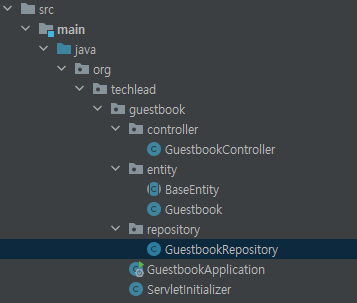 src
main
java
org
techlead
guestbook
controller
GuestbookController
entity
BaseEntity
Guestbook
repository
GuestbookRepository
GuestbookApplication
ServletInitializer